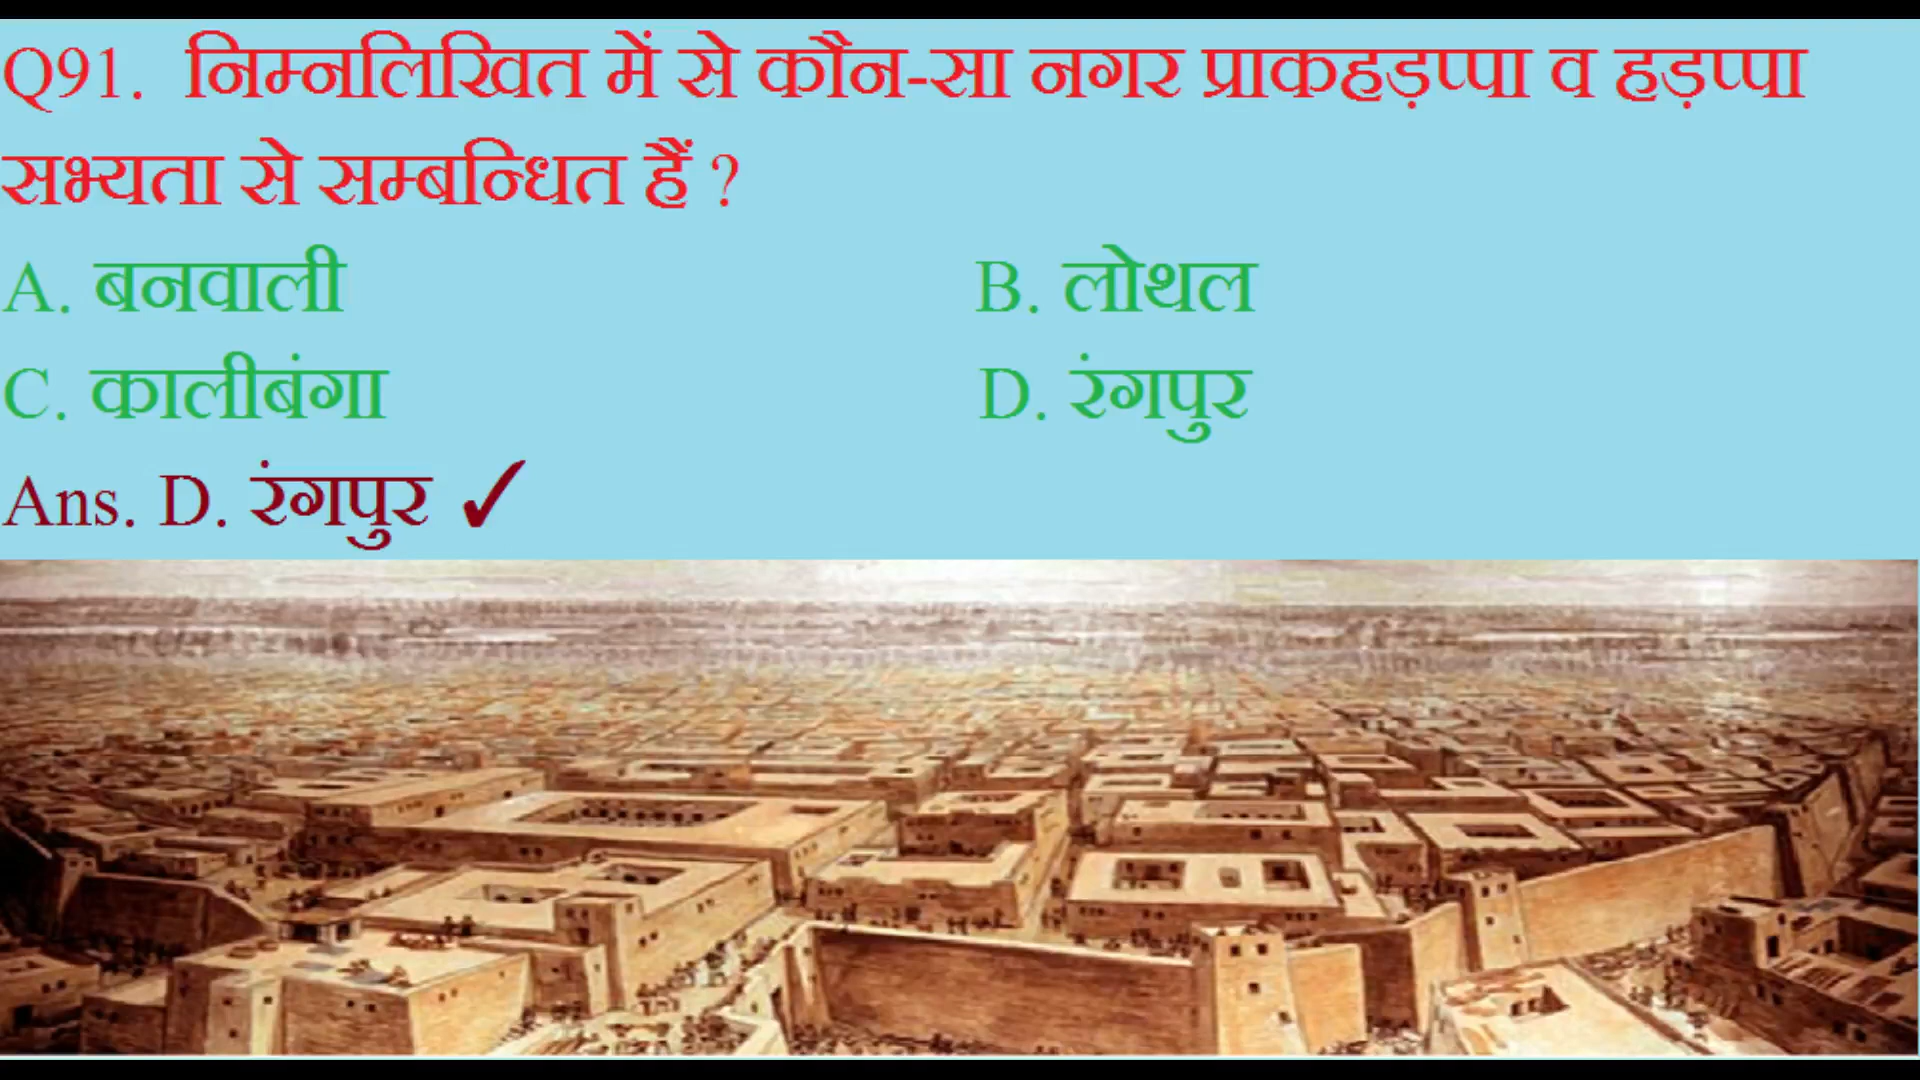 Q91. निम्नलिखित में से कौन-सा नगर प्राकहड़प्पा व हड़प्पा
सभ्यता से सम्बन्धित हैं ?
A. बनवाली B. लोथल
C. कालीबंगा D. रंगपुर
Ans. D. रंगपुर ✓